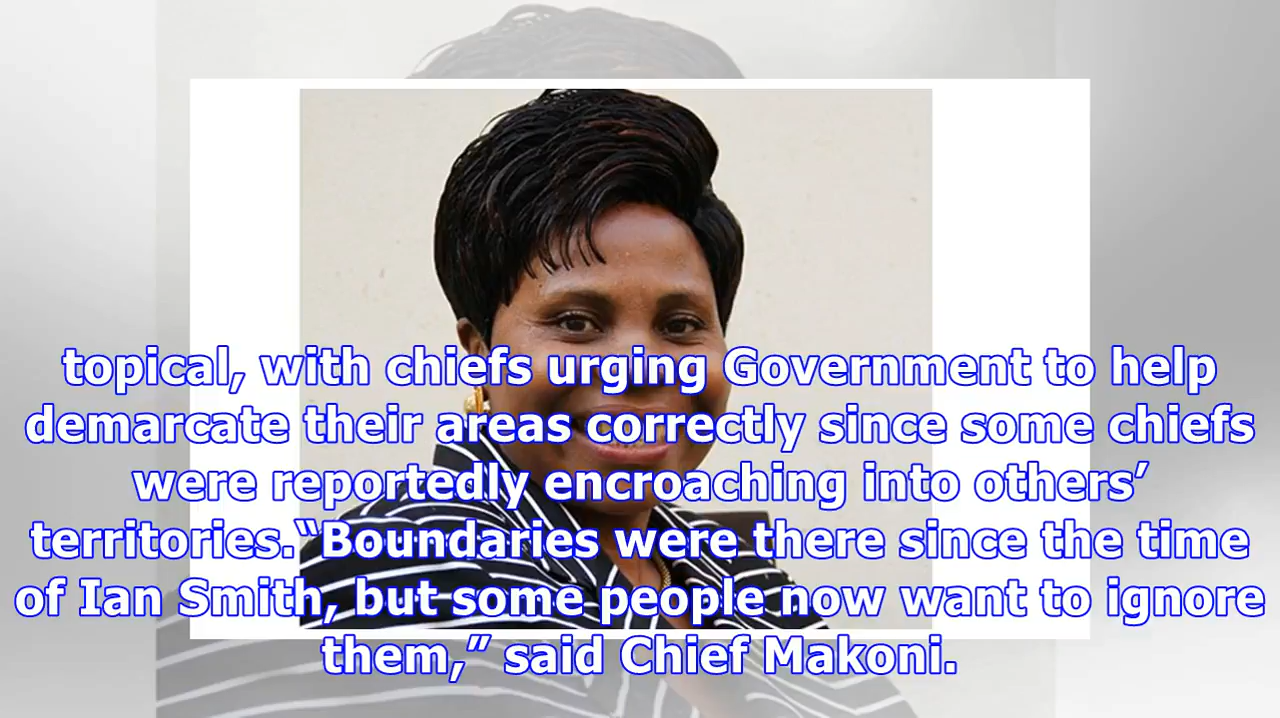 topical, with chiefs urging Government to help
demarcate their areas correctly since some chiefs
were reportedly encroaching into others’
territories.“Boundaries were there since the time
of Ian Smith, but some people now want to ignore
them,” said Chief Makoni.